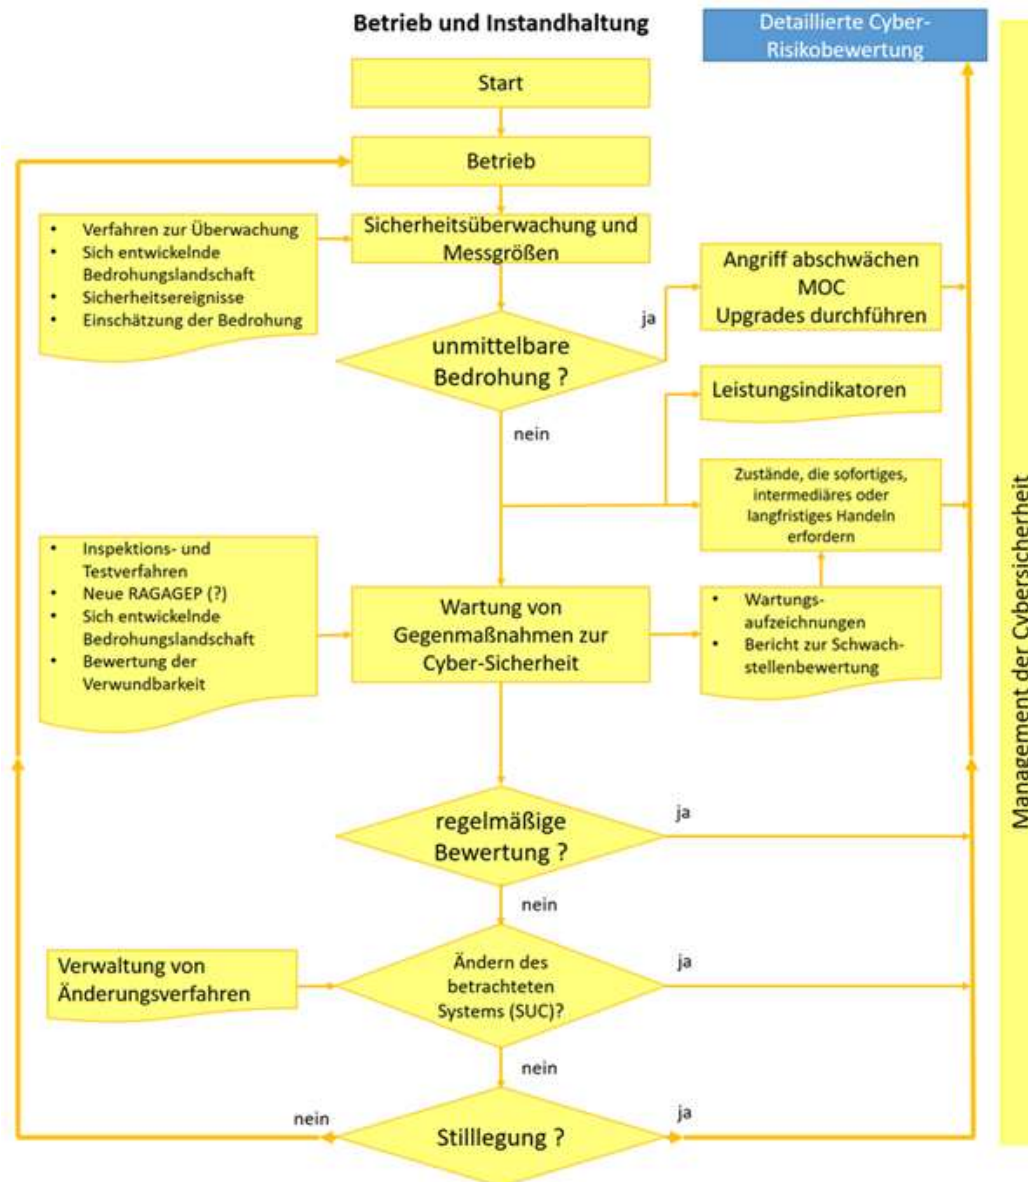 Betrieb und Instandhaltung
Detaillierte Cyber-
Risikobewertung
Start
Betrieb
• Verfahren zur Überwachung
• Sich entwickelnde
Bedrohungslandschaft
• Sicherheitsereignisse
• Einschätzung der Bedrohung
Sicherheitsüberwachung und
Messgrößen
Angriff abschwächen
MOC
Upgrades durchführen
ja
unmittelbare
Bedrohung ?
nein
Leistungsindikatoren
Zustände, die sofortiges,
intermediäres oder
langfristiges Handeln
erfordern
• Inspektions- und
Testverfahren
• Neue RAGAGEP (?)
• Sich entwickelnde
Bedrohungslandschaft
• Bewertung der
Verwundbarkeit
Wartung von
Gegenmaßnahmen zur
Cyber-Sicherheit
• Wartungs-
aufzeichnungen
• Bericht zur Schwach-
stellenbewertung
regelmäßige
Bewertung ?
ja
nein
Verwaltung von
Änderungsverfahren
Ändern des
betrachteten
Systems (SUC)?
ja
nein
nein
Stilllegung ?
ja
Management der Cybersicherheit